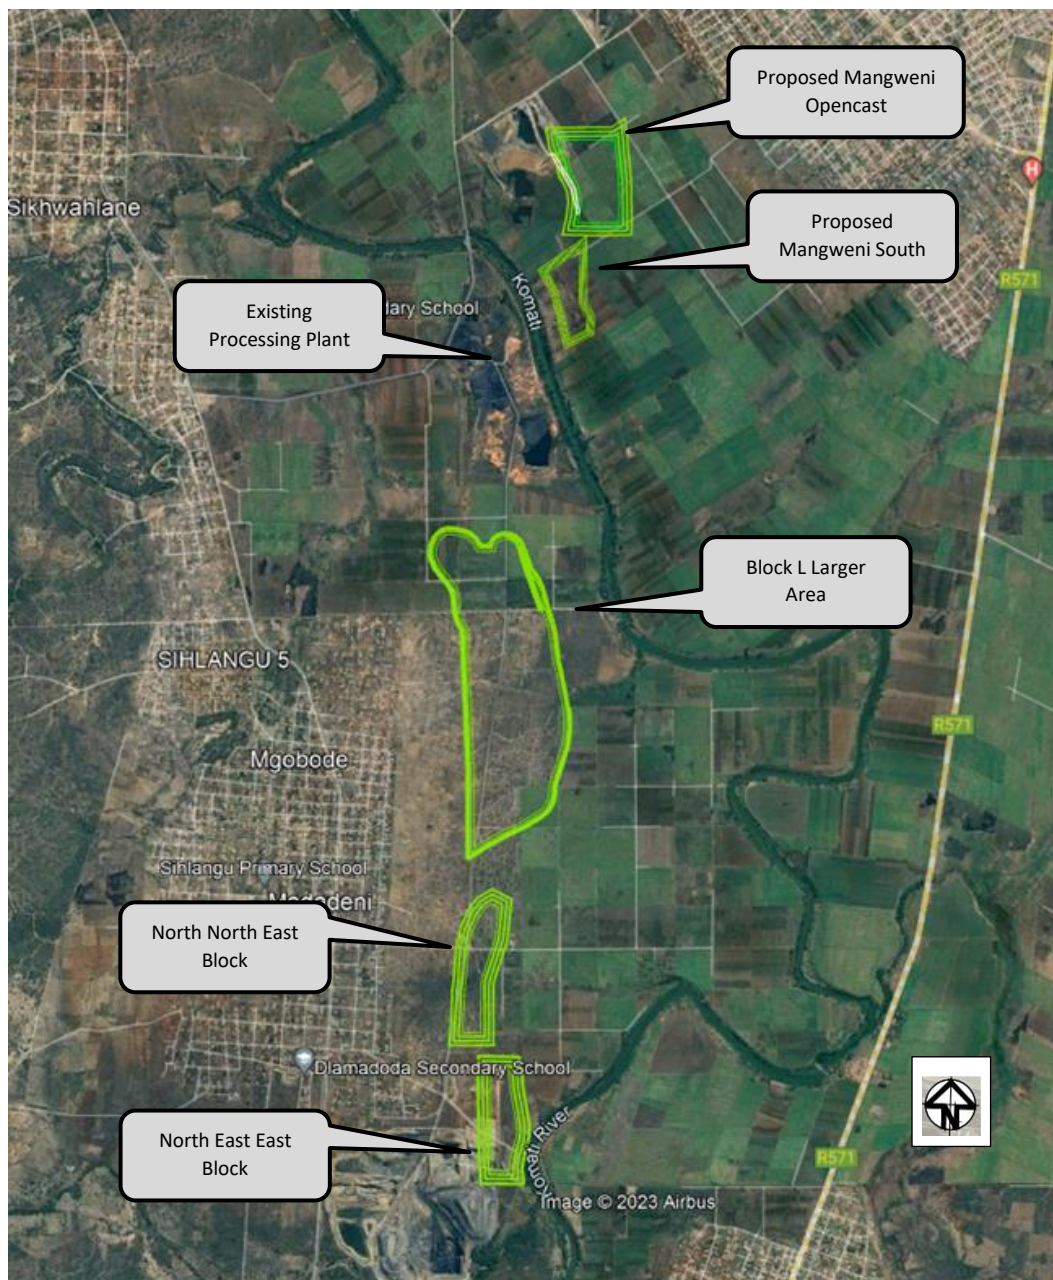 Proposed Mangweni
Opencast
H
Sikhwahlane
Proposed
Mangweni South
R571
Komati
dary School
Existing
Processing Plant
Block L Larger
Area
SIHLANGU 5
R571
Mgobode
Sihlangu Primary School
North North East
Block
Dlamadoda Secondary School
N
North East East
Block
Komati River
R571
Image © 2023 Airbus